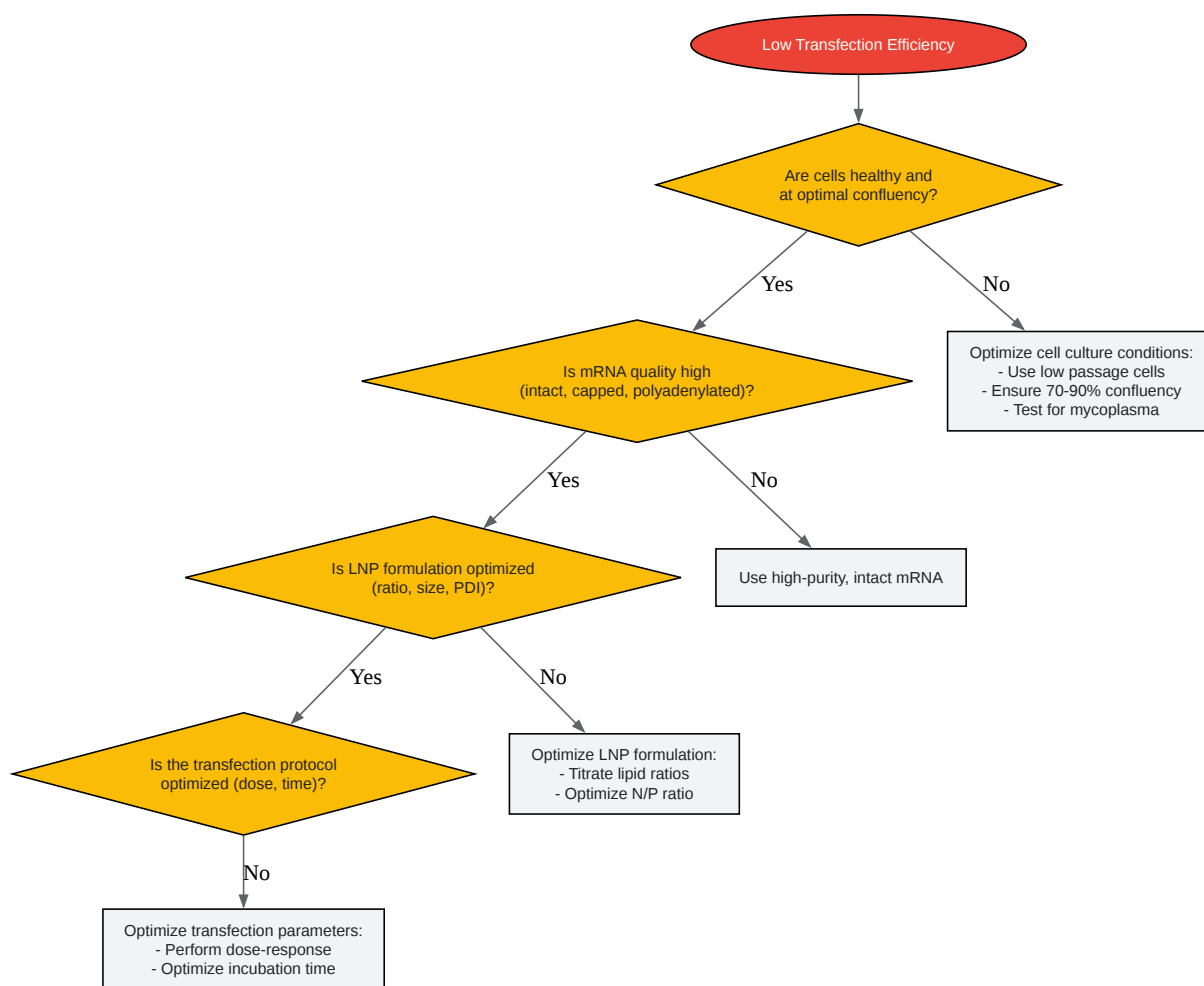 Low Transfection Efficiency
Are cells healthy and
at optimal confluency?
Yes
No
Is mRNA quality high
(intact, capped, polyadenylated)?
Optimize cell culture conditions:
- Use low passage cells
- Ensure 70-90% confluency
- Test for mycoplasma
Yes
No
Is LNP formulation optimized
(ratio, size, PDI)?
Use high-purity, intact mRNA
Yes
No
Is the transfection protocol
optimized (dose, time)?
Optimize LNP formulation:
- Titrate lipid ratios
- Optimize N/P ratio
No
Optimize transfection parameters:
- Perform dose-response
- Optimize incubation time